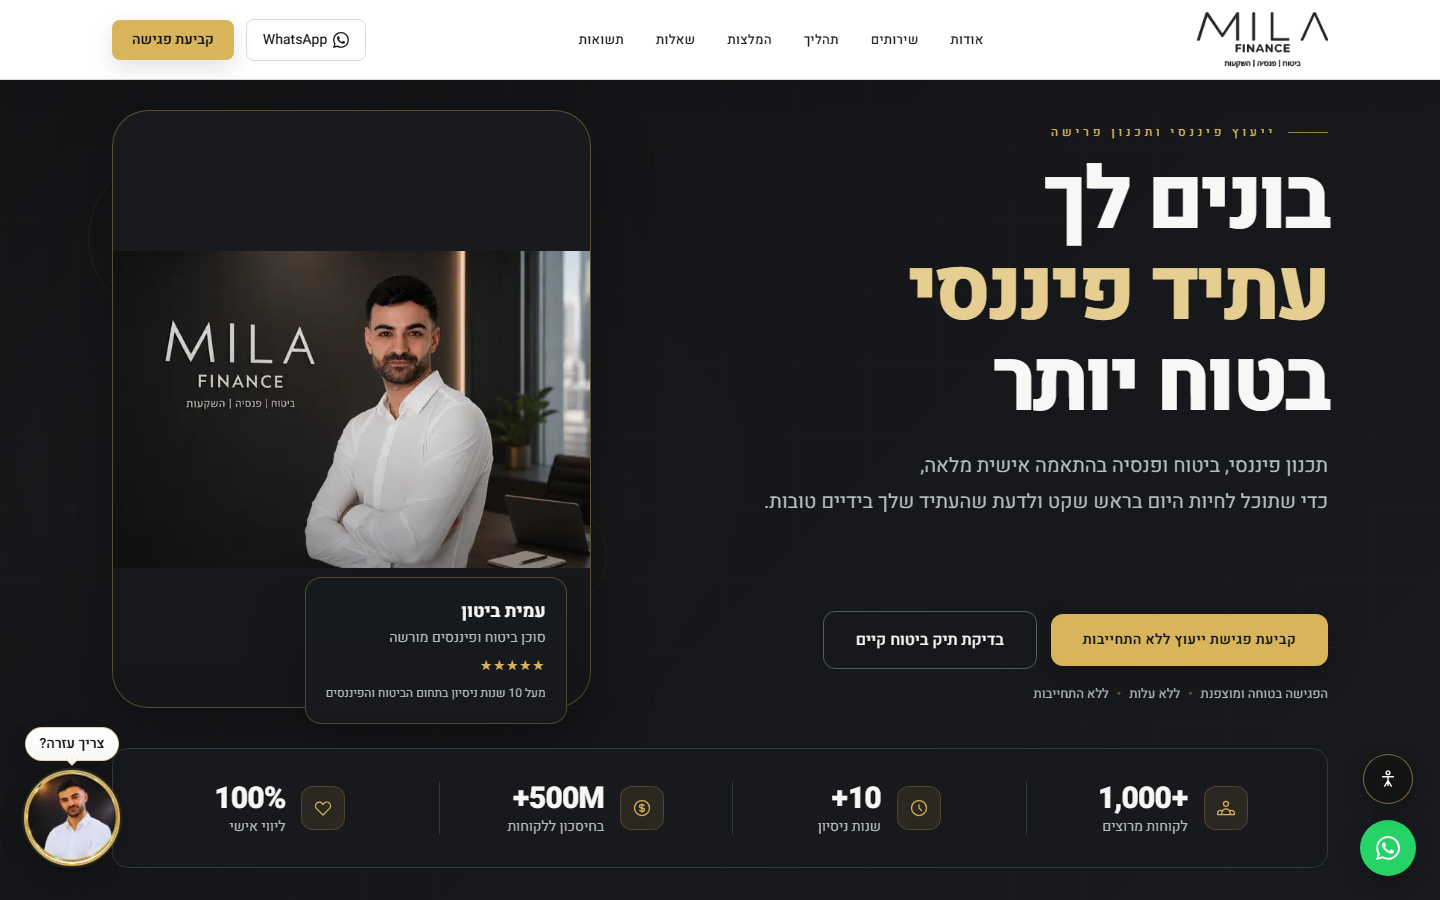 MILA
FINANCE
ביטוח | פנסיה | השקעות
אודות
שירותים
תהליך
המלצות
שאלות
תשואות
WhatsApp
קביעת פגישה
ייעוץ פיננסי ותכנון פרישה
בונים לך
עתיד פיננסי
בטוח יותר
תכנון פיננסי, ביטוח ופנסיה בהתאמה אישית מלאה,
כדי שתוכל לחיות היום בראש שקט ולדעת שהעתיד שלך בידיים טובות.
קביעת פגישת ייעוץ ללא התחייבות
בדיקת תיק ביטוח קיים
הפגישה בטוחה ומוצפנת • ללא עלות • ללא התחייבות
MILA
FINANCE
ביטוח | פנסיה | השקעות
עמית ביטון
סוכן ביטוח ופיננסים מורשה
★★★★★
מעל 10 שנות ניסיון בתחום הביטוח והפיננסים
1,000+
לקוחות מרוצים
+10
שנות ניסיון
+500M
בחיסכון ללקוחות
100%
ליווי אישי
צריך עזרה?